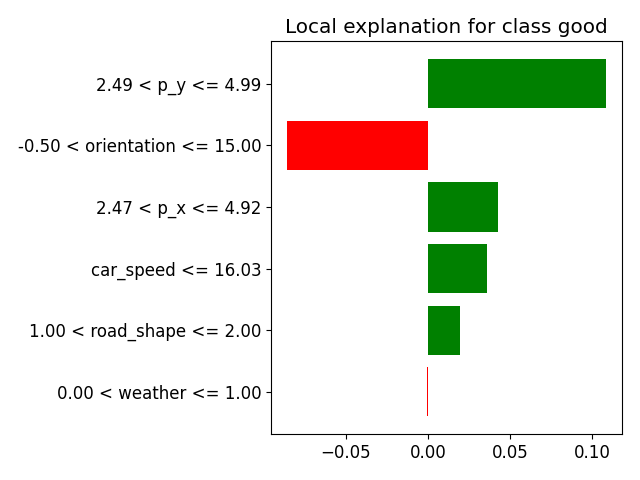 Local explanation for class good
2.49 < p_y <= 4.99
-0.50 < orientation <= 15.00
2.47 < p_x <= 4.92
car_speed <= 16.03
1.00 < road_shape <= 2.00
0.00 < weather <= 1.00
−0.05 0.00 0.05 0.10